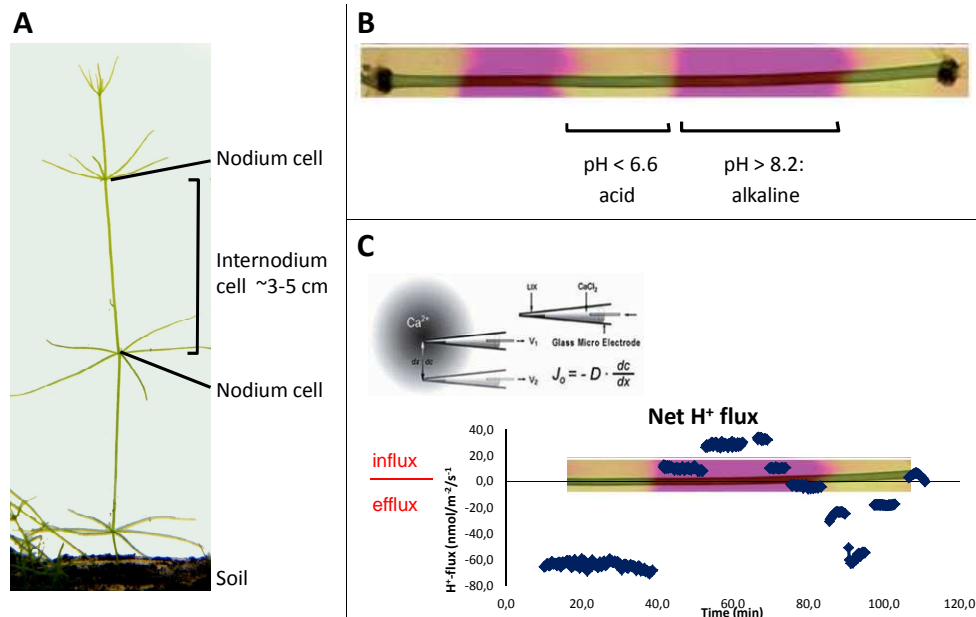 A
Nodium cell
Internodium
cell ~3-5 cm
Nodium cell
Soil
B
pH < 6.6
acid
pH > 8.2:
alkaline
C
Ca2+
dx dc
V1
V2
LIX
CaCl2
Glass Micro Electrode
J0 = - D · dc/dx
Net H+ flux
influx
efflux
H+-flux (nmol/m-2/s-1)
40,0
20,0
0,0
-20,0
-40,0
-60,0
-80,0
0,0 20,0 40,0 60,0 80,0 100,0 120,0
Time (min)